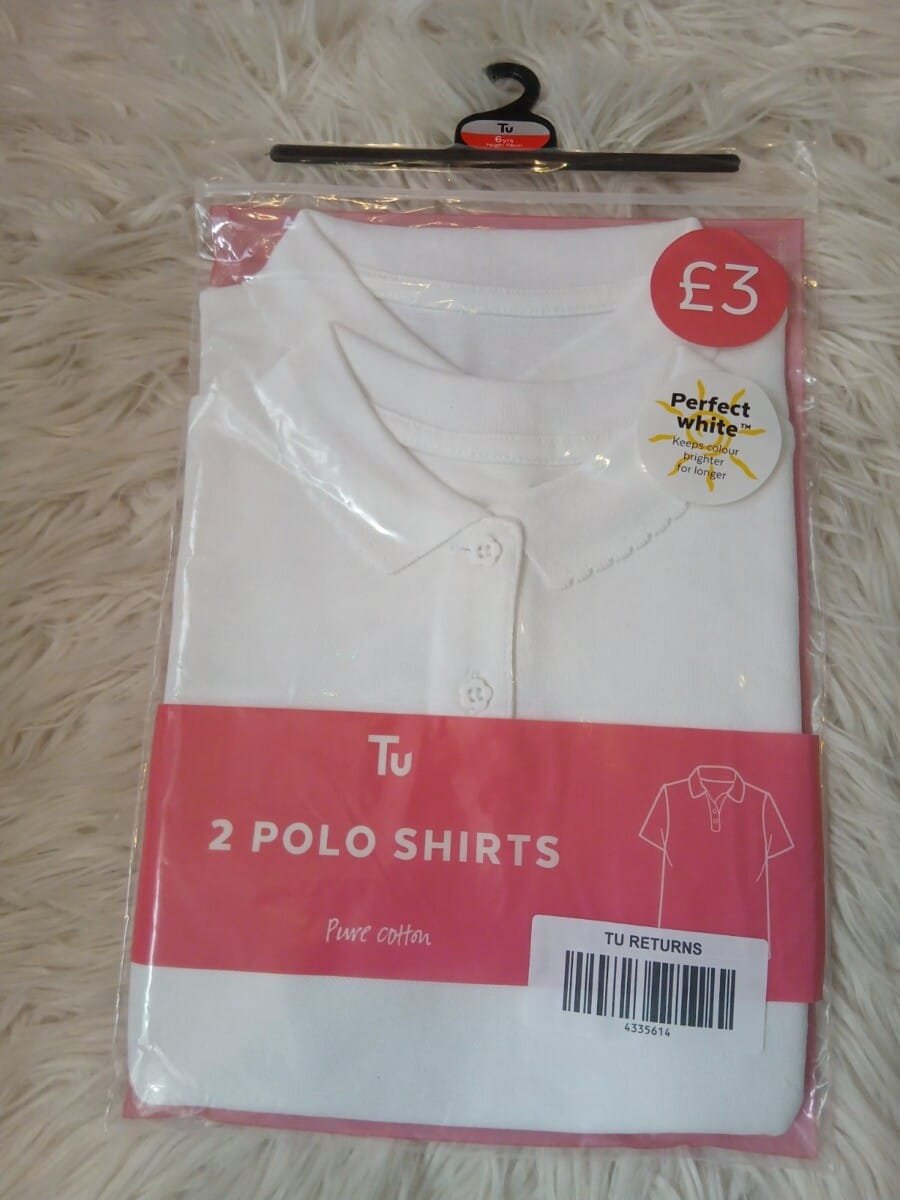 Tu
6yrs
£3
Perfect
white™
Keeps colour
brighter
for longer
Tu
2 POLO SHIRTS
Pure cotton
TU RETURNS
4335614